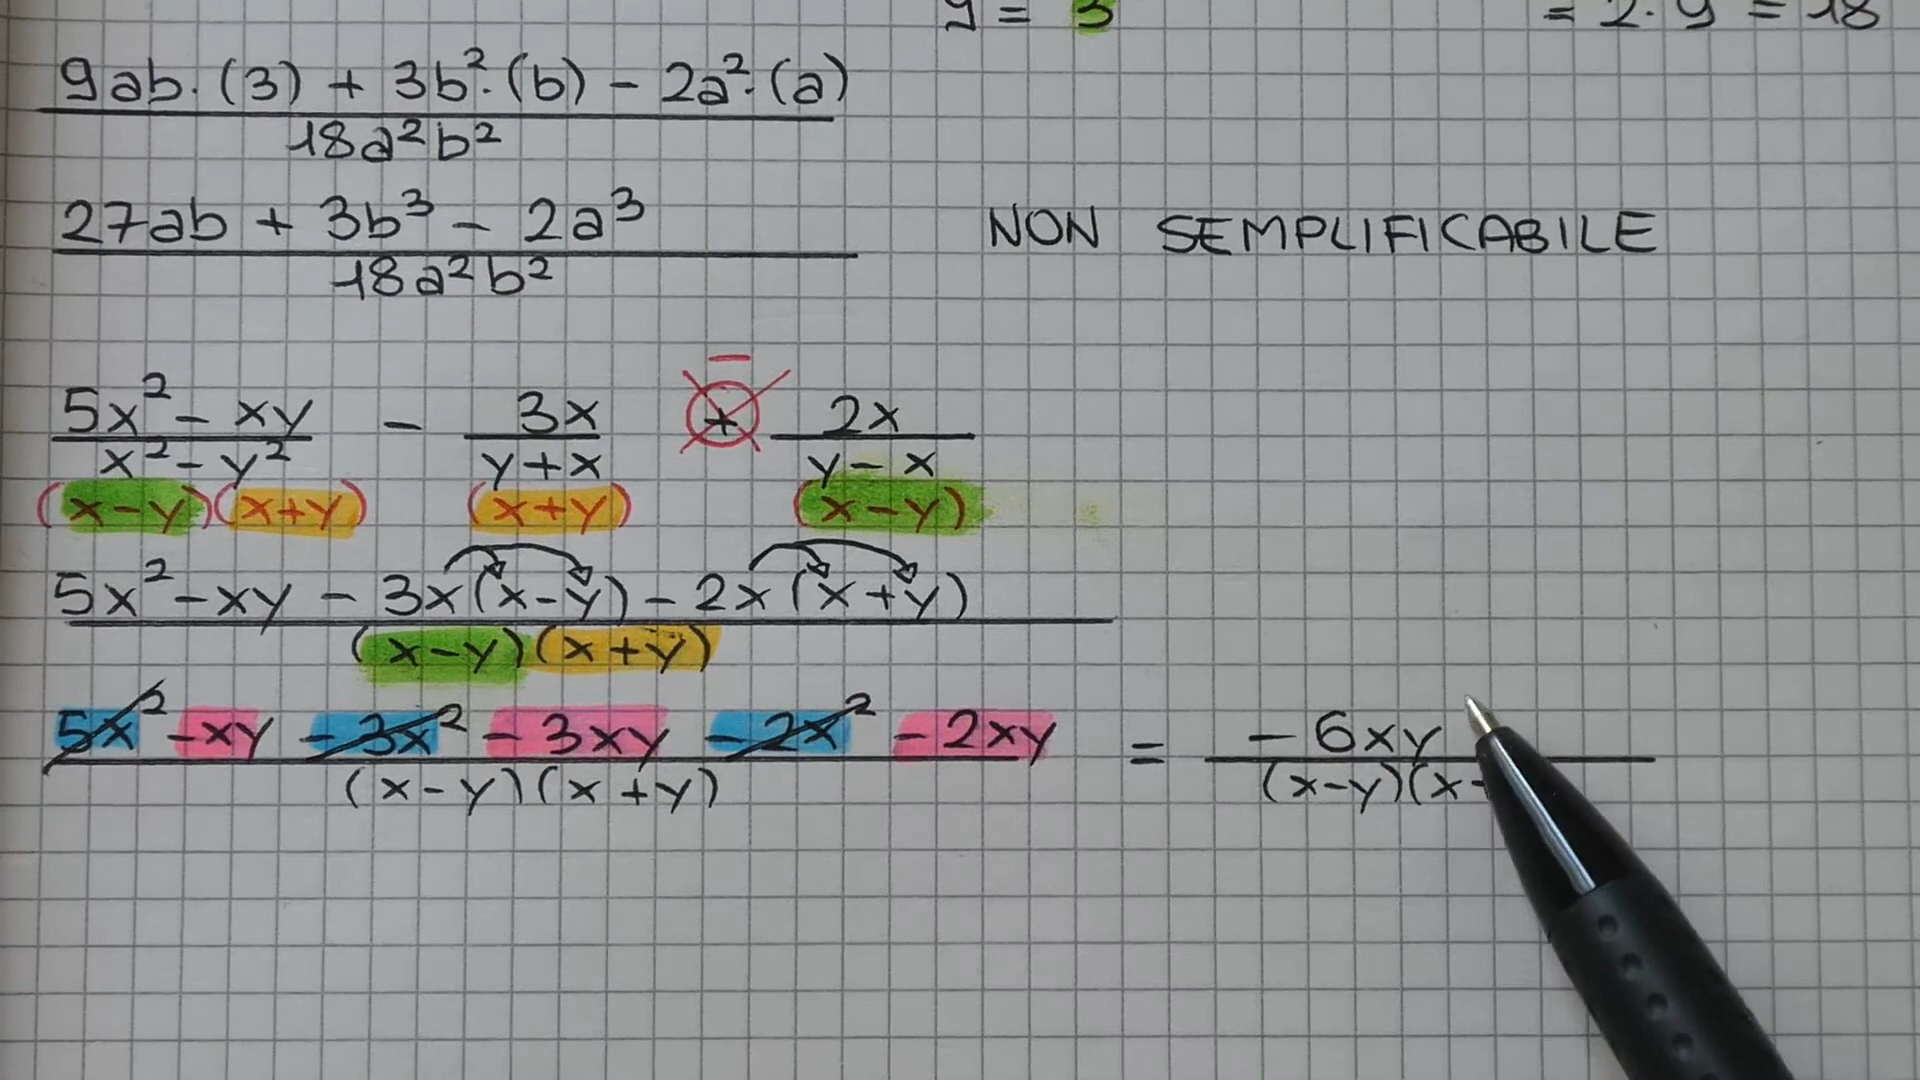 y = 3 = 2·9 = 18
9ab·(3) + 3b²·(b) − 2a²·(a)
18a²b²
27ab + 3b³ − 2a³ NON SEMPLIFICABILE
18a²b²
−
5x² − xy − 3x + 2x
x² − y² y + x y − x
(x−y)(x+y) (x+y) (x−y)
5x² − xy − 3x(x−y) − 2x(x+y)
(x−y)(x+y)
5x² − xy − 3x² − 3xy − 2x² − 2xy = − 6xy
(x−y)(x+y) (x−y)(x